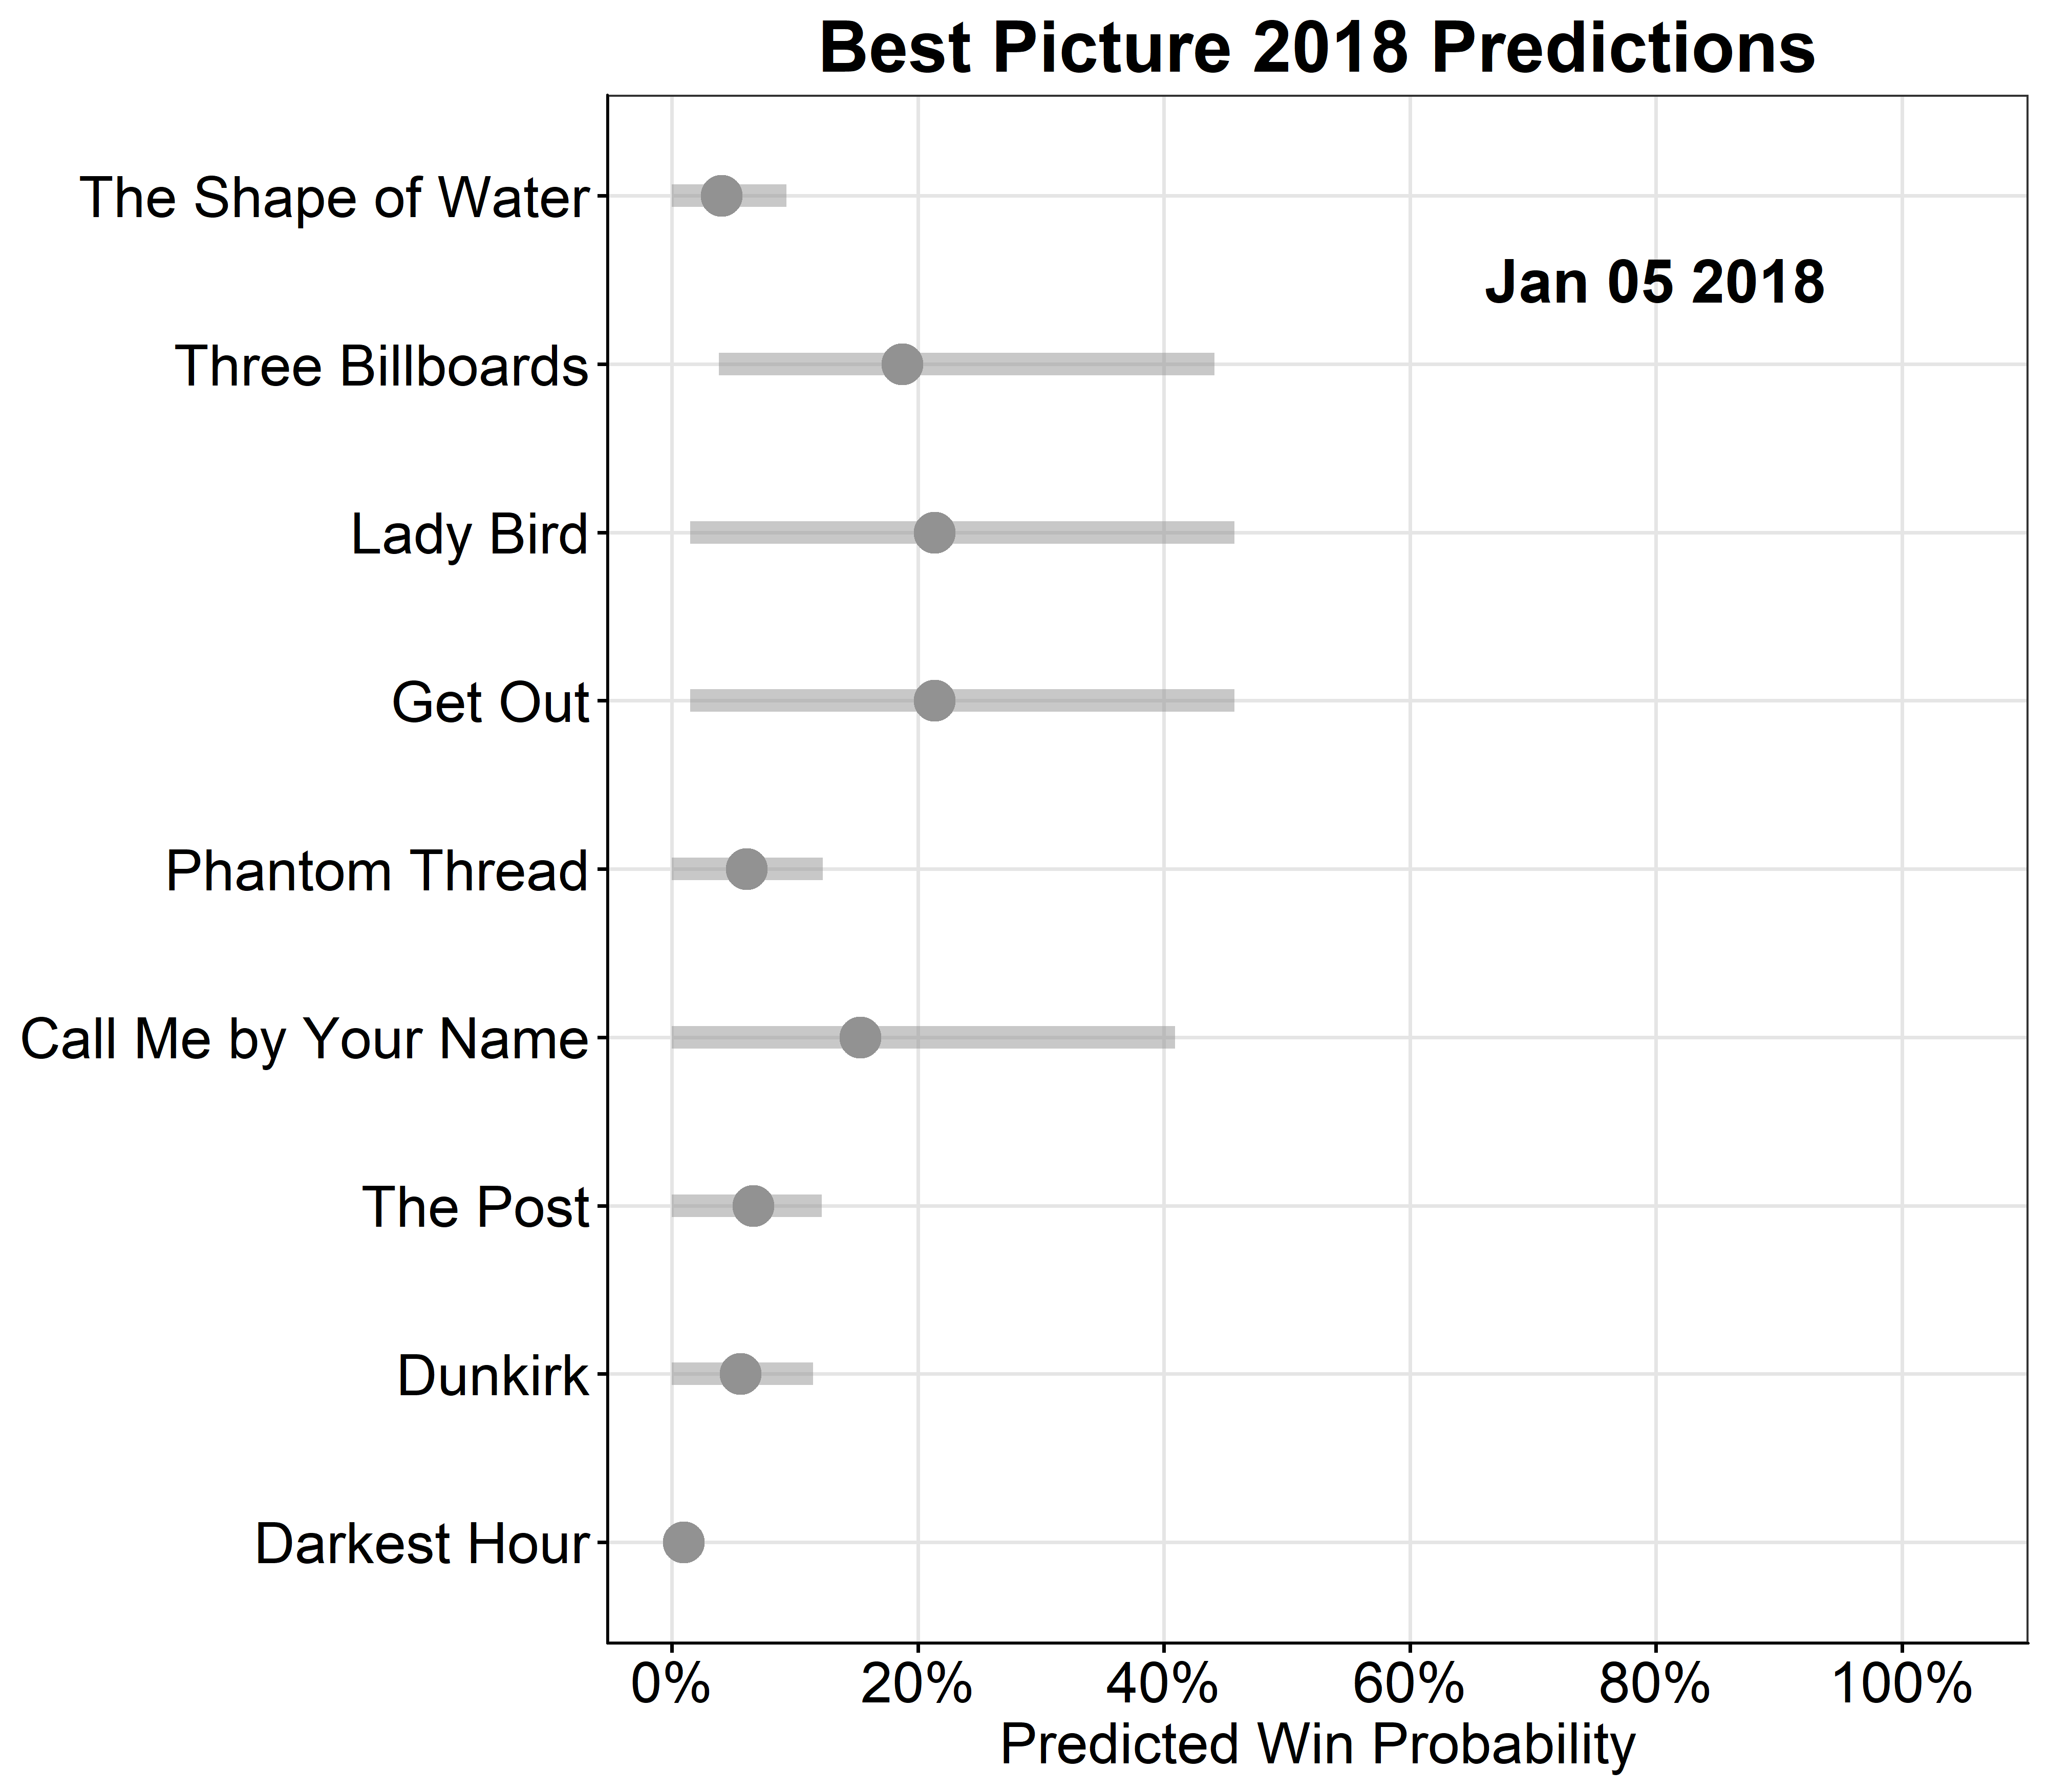 Best Picture 2018 Predictions
The Shape of Water
Jan 05 2018
Three Billboards
Lady Bird
Get Out
Phantom Thread
Call Me by Your Name
The Post
Dunkirk
Darkest Hour
0% 20% 40% 60% 80% 100%
Predicted Win Probability